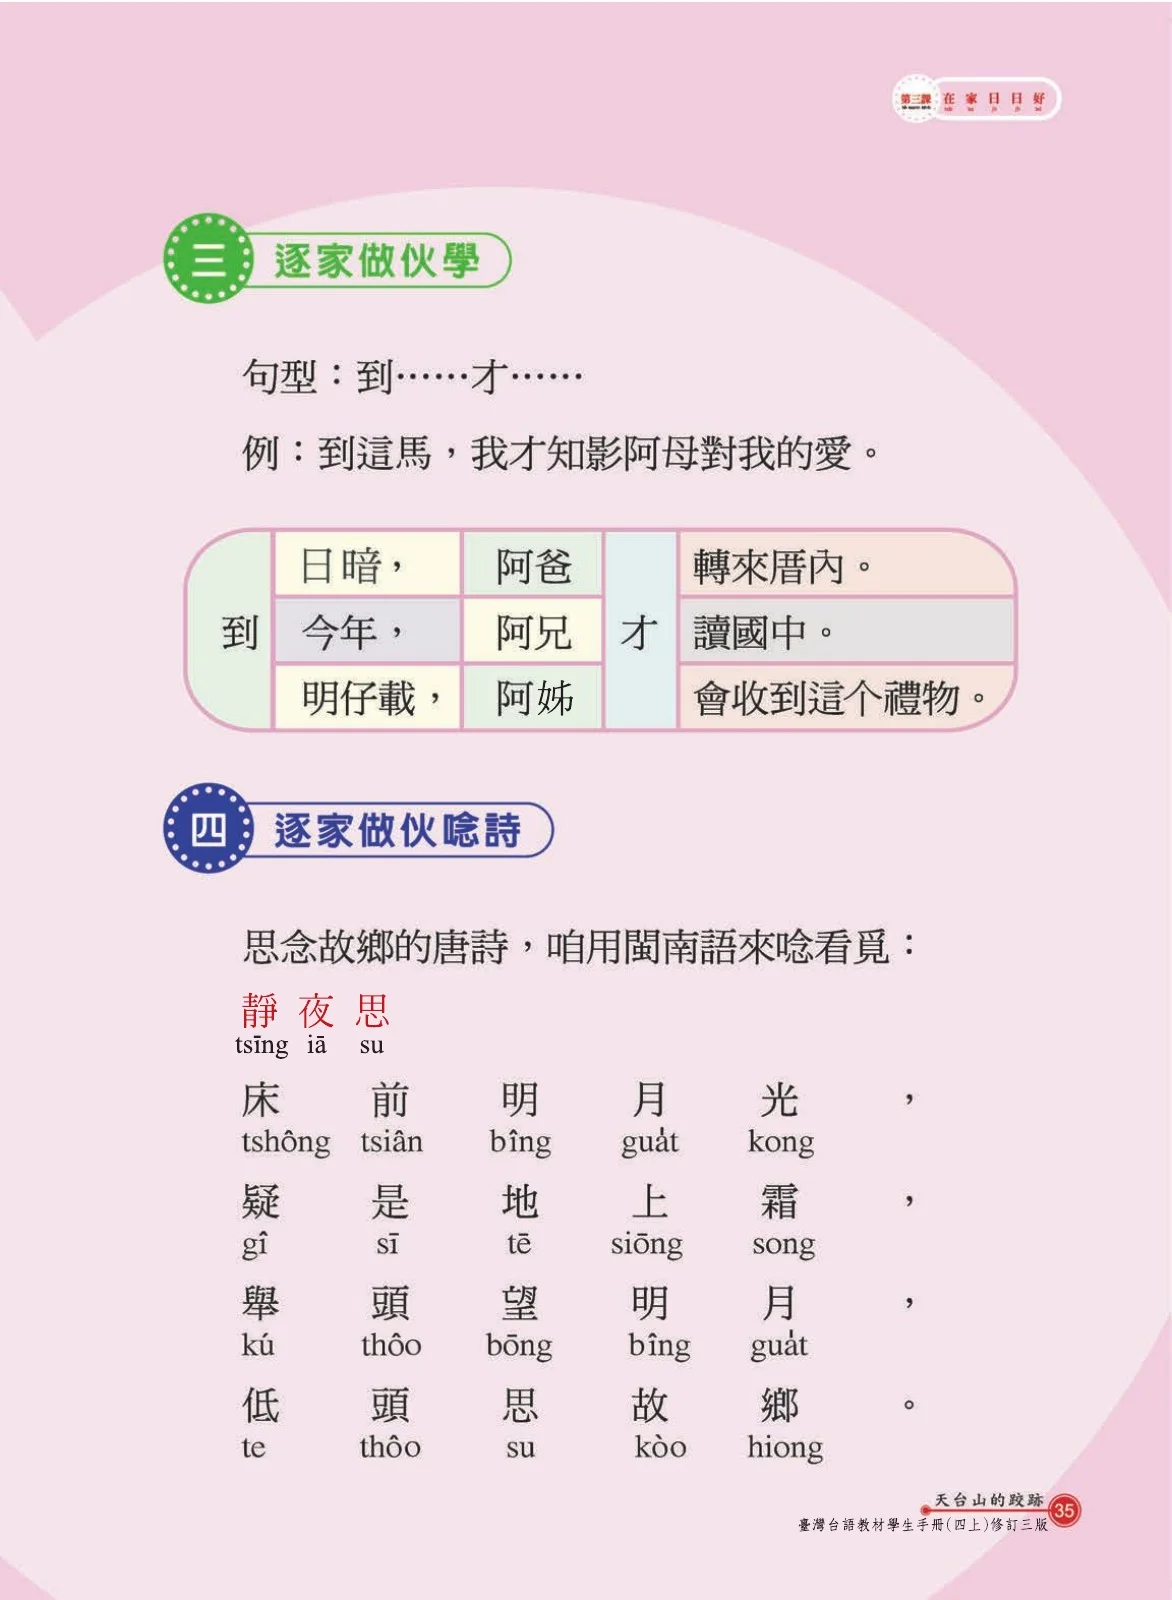 第三課 在家日日好
三 逐家做伙學
句型：到……才……
例：到這馬，我才知影阿母對我的愛。
到 日暗， 阿爸 才 轉來厝內。
今年， 阿兄 讀國中。
明仔載， 阿姊 會收到這个禮物。
四 逐家做伙唸詩
思念故鄉的唐詩，咱用閩南語來唸看覓：
靜 夜 思
tsīng iā su
床 前 明 月 光 ，
tshông tsiân bîng gua̍t kong
疑 是 地 上 霜 ，
gî sī tē siōng song
舉 頭 望 明 月 ，
kú thôo bōng bîng gua̍t
低 頭 思 故 鄉 。
te thôo su kòo hiong
天台山的跤跡 35
臺灣台語教材學生手冊(四上)修訂三版